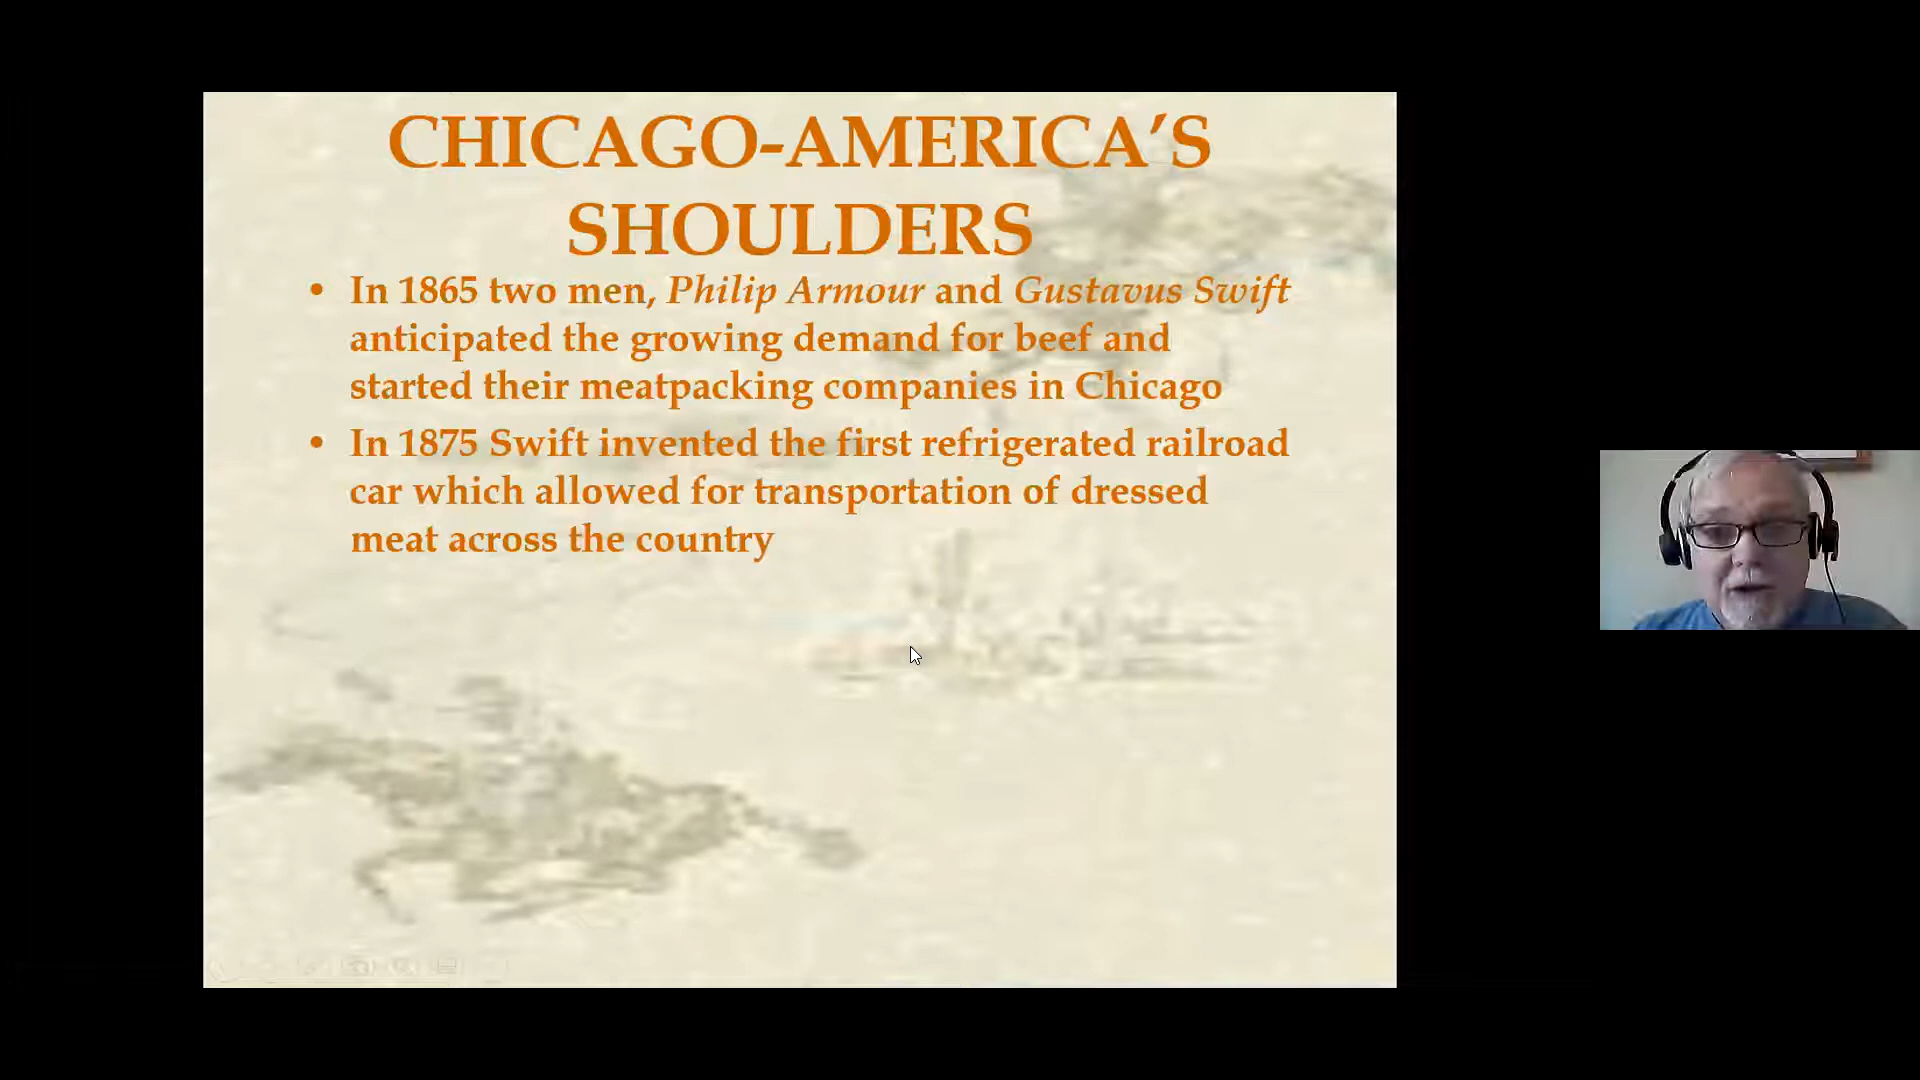 CHICAGO-AMERICA’S
SHOULDERS
• In 1865 two men, Philip Armour and Gustavus Swift
anticipated the growing demand for beef and
started their meatpacking companies in Chicago
• In 1875 Swift invented the first refrigerated railroad
car which allowed for transportation of dressed
meat across the country